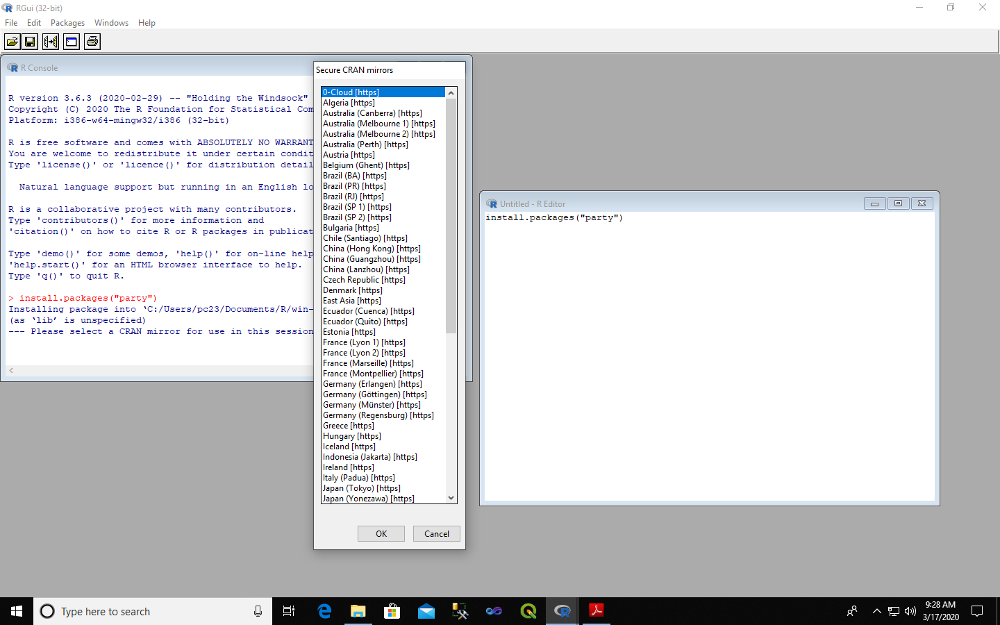 RGui (32-bit)
File Edit Packages Windows Help
R Console
R version 3.6.3 (2020-02-29) -- "Holding the Windsock"
Copyright (C) 2020 The R Foundation for Statistical Com
Platform: i386-w64-mingw32/i386 (32-bit)
R is free software and comes with ABSOLUTELY NO WARRANT
You are welcome to redistribute it under certain condit
Type 'license()' or 'licence()' for distribution detail
Natural language support but running in an English lo
R is a collaborative project with many contributors.
Type 'contributors()' for more information and
'citation()' on how to cite R or R packages in publicat
Type 'demo()' for some demos, 'help()' for on-line help
'help.start()' for an HTML browser interface to help.
Type 'q()' to quit R.
> install.packages("party")
Installing package into ‘C:/Users/pc23/Documents/R/win-
(as ‘lib’ is unspecified)
--- Please select a CRAN mirror for use in this session
Secure CRAN mirrors
0-Cloud [https]
Algeria [https]
Australia (Canberra) [https]
Australia (Melbourne 1) [https]
Australia (Melbourne 2) [https]
Australia (Perth) [https]
Austria [https]
Belgium (Ghent) [https]
Brazil (BA) [https]
Brazil (PR) [https]
Brazil (RJ) [https]
Brazil (SP 1) [https]
Brazil (SP 2) [https]
Bulgaria [https]
Chile (Santiago) [https]
China (Hong Kong) [https]
China (Guangzhou) [https]
China (Lanzhou) [https]
Czech Republic [https]
Denmark [https]
East Asia [https]
Ecuador (Cuenca) [https]
Ecuador (Quito) [https]
Estonia [https]
France (Lyon 1) [https]
France (Lyon 2) [https]
France (Marseille) [https]
France (Montpellier) [https]
Germany (Erlangen) [https]
Germany (Göttingen) [https]
Germany (Münster) [https]
Germany (Regensburg) [https]
Greece [https]
Hungary [https]
Iceland [https]
Indonesia (Jakarta) [https]
Ireland [https]
Italy (Padua) [https]
Japan (Tokyo) [https]
Japan (Yonezawa) [https]
OK Cancel
Untitled - R Editor
install.packages("party")
Type here to search
9:28 AM
3/17/2020